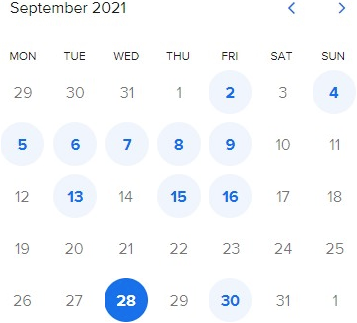 September 2021
MON TUE WED THU FRI SAT SUN
29 30 31 1 2 3 4
5 6 7 8 9 10 11
12 13 14 15 16 17 18
19 20 21 22 23 24 25
26 27 28 29 30 31 1